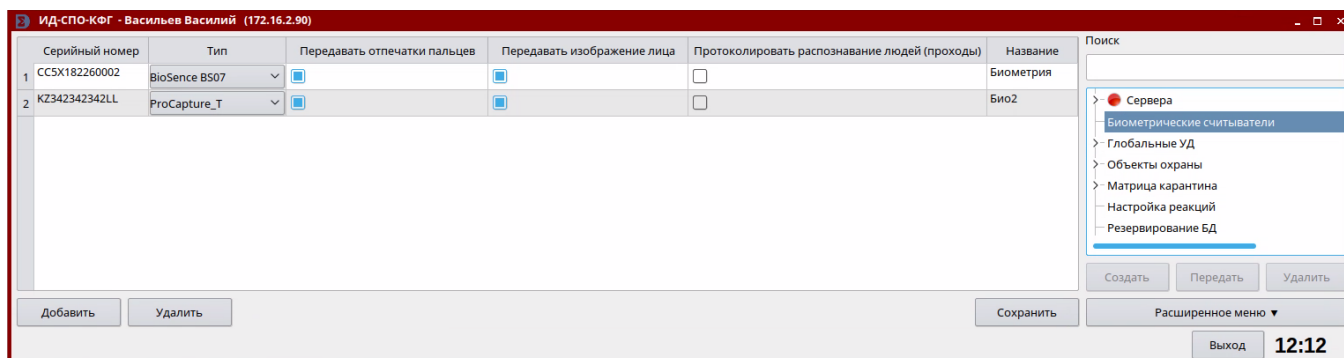 ИД-СПО-КФГ - Васильев Василий (172.16.2.90)
Серийный номер Тип Передавать отпечатки пальцев Передавать изображение лица Протоколировать распознавание людей (проходы) Название
1 CC5X182260002 BioSence BS07 Биометрия
2 KZ342342342LL ProCapture_T Био2
Добавить Удалить Сохранить
Поиск
Сервера
Биометрические считыватели
Глобальные УД
Объекты охраны
Матрица карантина
Настройка реакций
Резервирование БД
Создать Передать Удалить
Расширенное меню ▼
Выход 12:12